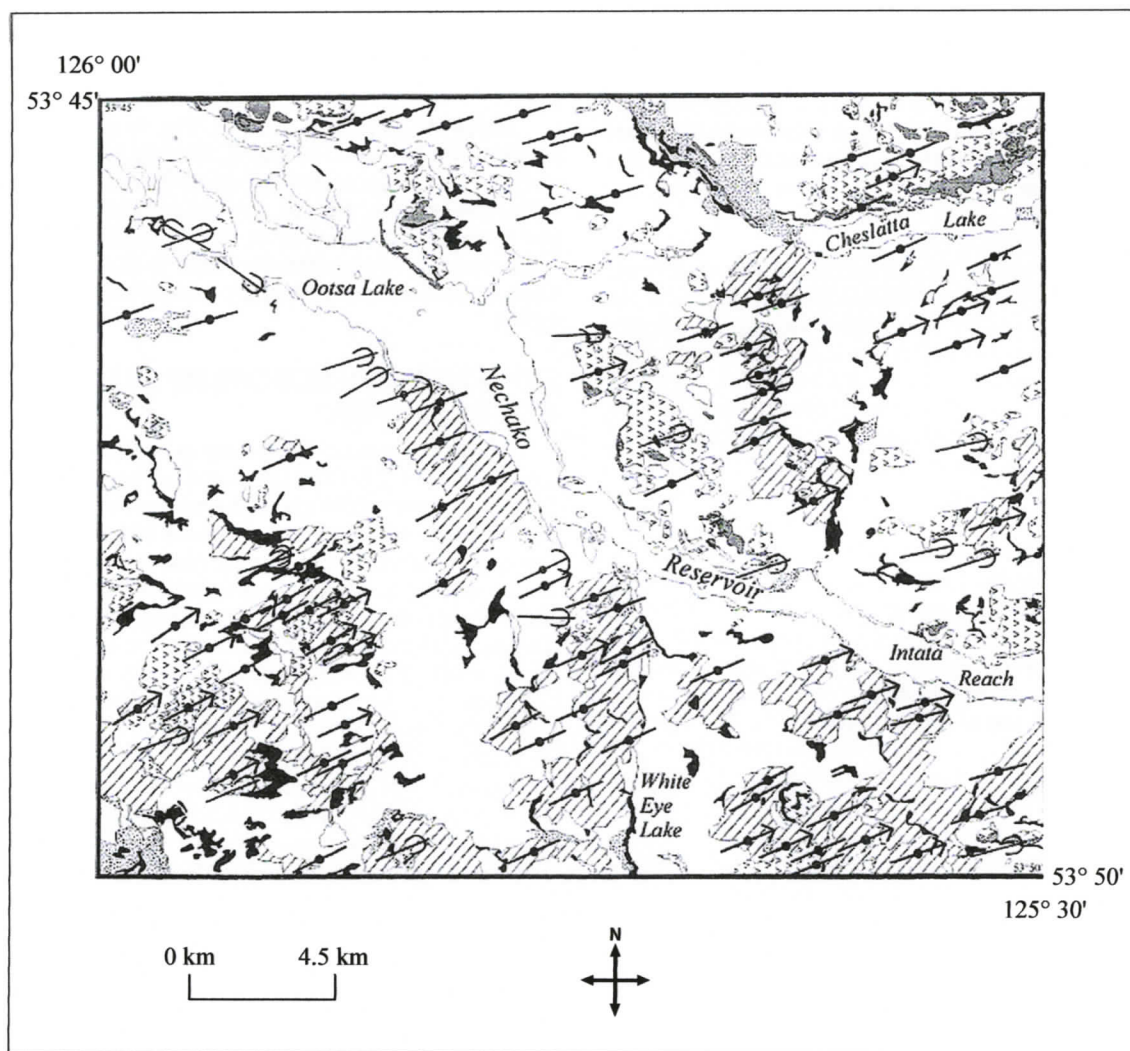 126° 00'
53° 45'
53°45'
Cheslatta Lake
Ootsa Lake
Nechako
Reservoir
Intata
Reach
White
Eye
Lake
53°50'
53° 50'
125° 30'
0 km 4.5 km
N